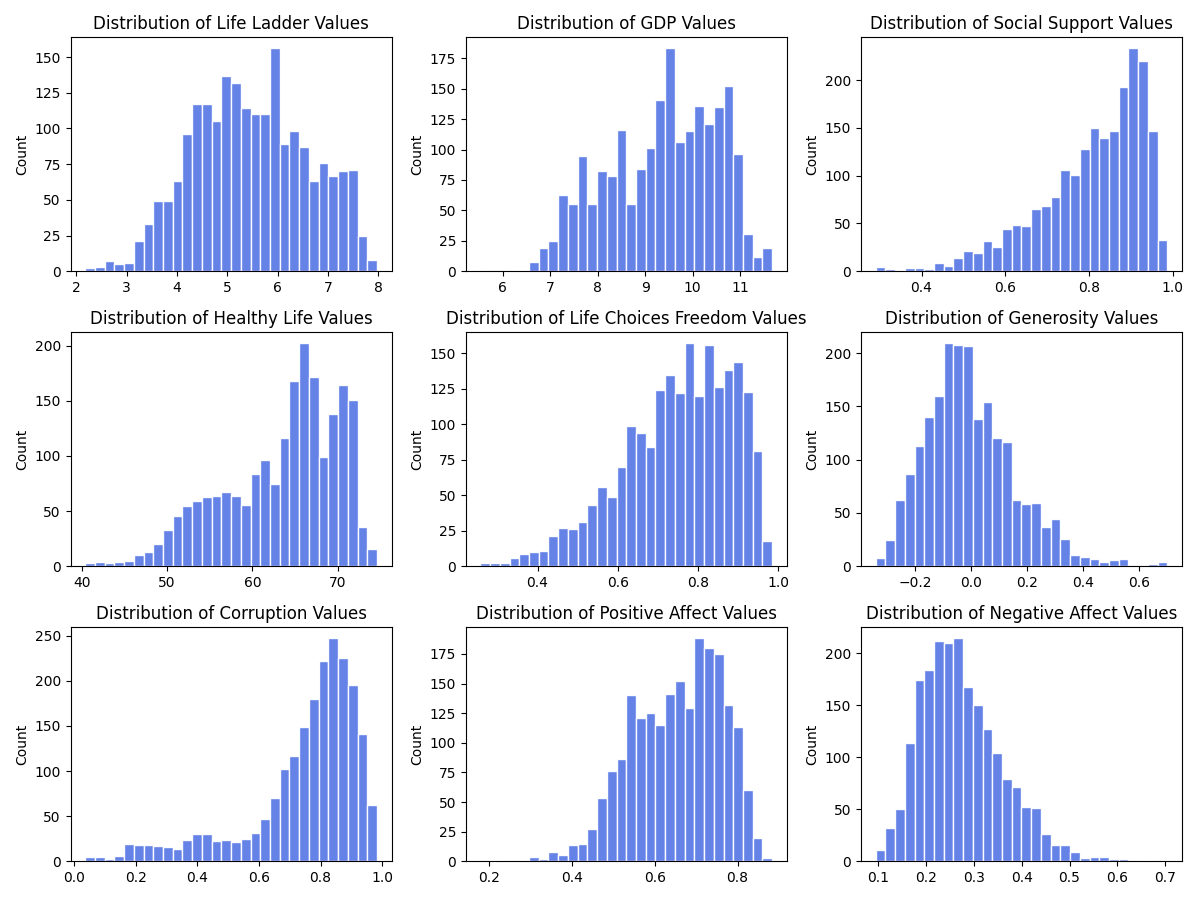 Distribution of Life Ladder Values
Count
0
25
50
75
100
125
150
2 3 4 5 6 7 8
Distribution of GDP Values
Count
0
25
50
75
100
125
150
175
6 7 8 9 10 11
Distribution of Social Support Values
Count
0
50
100
150
200
0.4 0.6 0.8 1.0
Distribution of Healthy Life Values
Count
0
50
100
150
200
40 50 60 70
Distribution of Life Choices Freedom Values
Count
0
25
50
75
100
125
150
0.4 0.6 0.8 1.0
Distribution of Generosity Values
Count
0
50
100
150
200
−0.2 0.0 0.2 0.4 0.6
Distribution of Corruption Values
Count
0
50
100
150
200
250
0.0 0.2 0.4 0.6 0.8 1.0
Distribution of Positive Affect Values
Count
0
25
50
75
100
125
150
175
0.2 0.4 0.6 0.8
Distribution of Negative Affect Values
Count
0
50
100
150
200
0.1 0.2 0.3 0.4 0.5 0.6 0.7